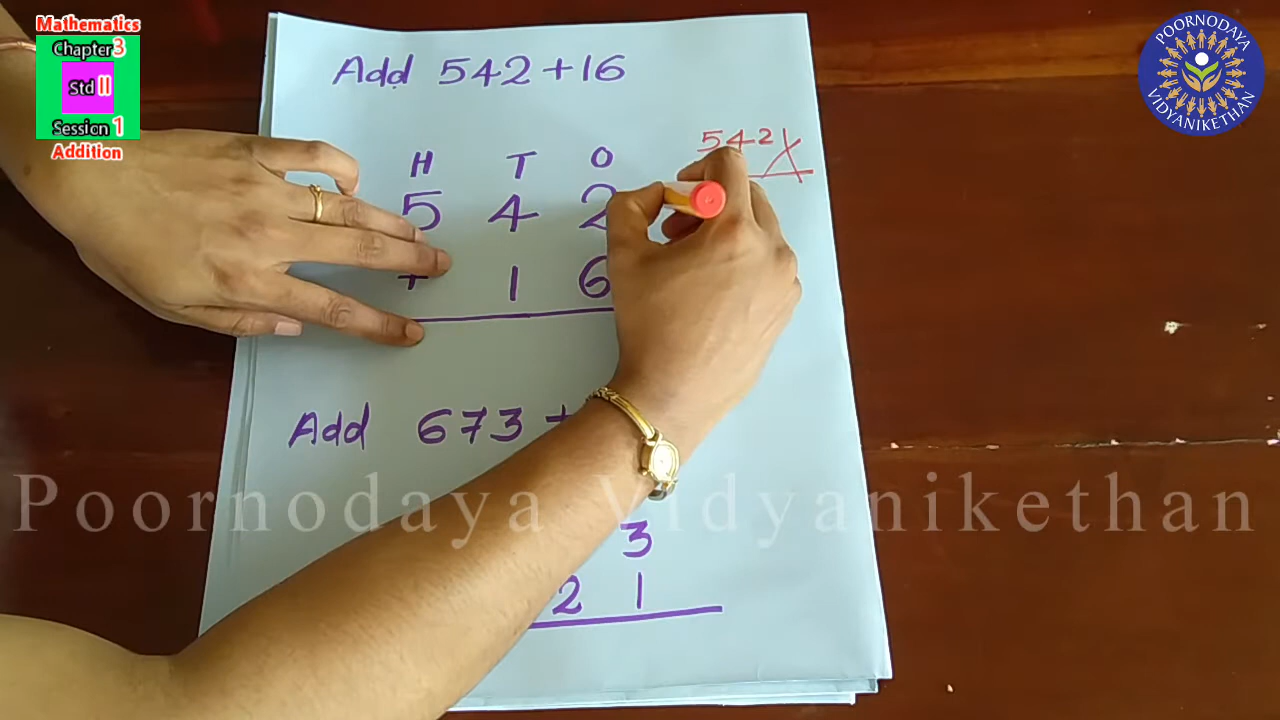 Mathematics
Chapter 3
Std II
Session 1
Addition
POORNODAYA
VIDYANIKETHAN
Add 542 + 16
542
H T O
5 4 2
+ 1 6
Add 673 +
Poornodaya Vidyanikethan
3
2 1